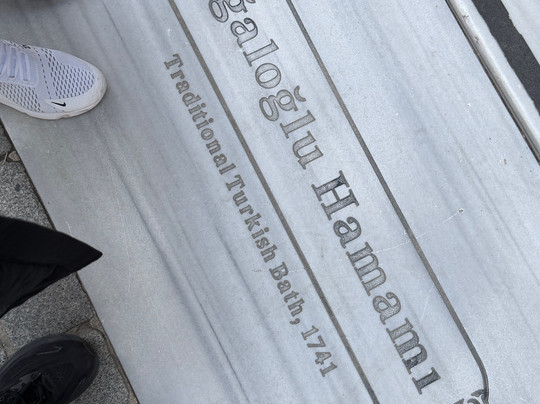 ğaloğlu Hamamı
Traditional Turkish Bath, 1741